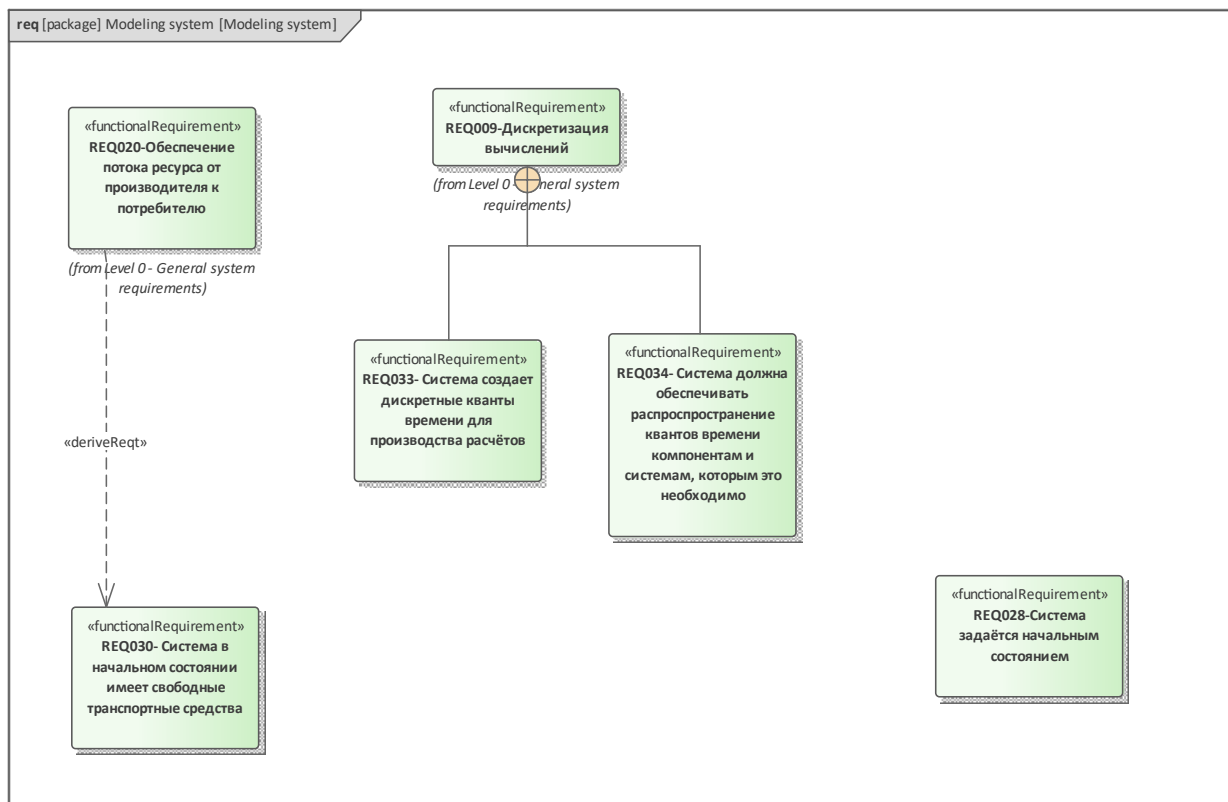 req [package] Modeling system [Modeling system]
«functionalRequirement»
REQ020-Обеспечение
потока ресурса от
производителя к
потребителю
(from Level 0 - General system
requirements)
«functionalRequirement»
REQ009-Дискретизация
вычислений
(from Level 0 - General system
requirements)
«functionalRequirement»
REQ033- Система создает
дискретные кванты
времени для
производства расчётов
«functionalRequirement»
REQ034- Система должна
обеспечивать
распроспространение
квантов времени
компонентам и
системам, которым это
необходимо
«deriveReqt»
«functionalRequirement»
REQ030- Система в
начальном состоянии
имеет свободные
транспортные средства
«functionalRequirement»
REQ028-Система
задаётся начальным
состоянием